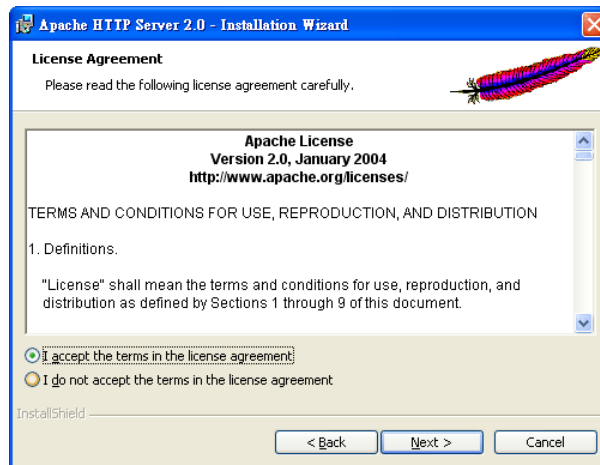 Apache HTTP Server 2.0 - Installation Wizard
License Agreement
Please read the following license agreement carefully.
Apache License
Version 2.0, January 2004
http://www.apache.org/licenses/
TERMS AND CONDITIONS FOR USE, REPRODUCTION, AND DISTRIBUTION
1. Definitions.
"License" shall mean the terms and conditions for use, reproduction, and
distribution as defined by Sections 1 through 9 of this document.
I accept the terms in the license agreement
I do not accept the terms in the license agreement
InstallShield
< Back Next > Cancel